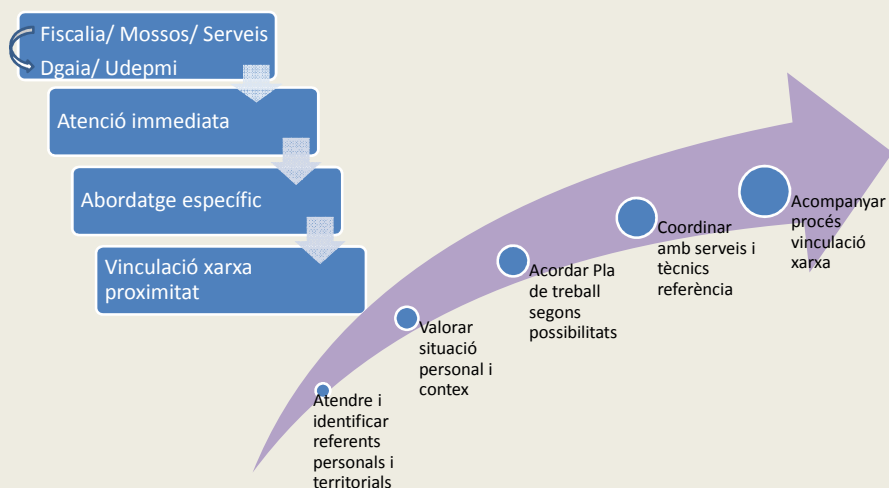 Fiscalia/ Mossos/ Serveis
Dgaia/ Udepmi
Atenció immediata
Abordatge específic
Vinculació xarxa
proximitat
Atendre i
identificar
referents
personals i
territorials
Valorar
situació
personal i
contex
Acordar Pla
de treball
segons
possibilitats
Coordinar
amb serveis i
tècnics
referència
Acompanyar
procés
vinculació
xarxa